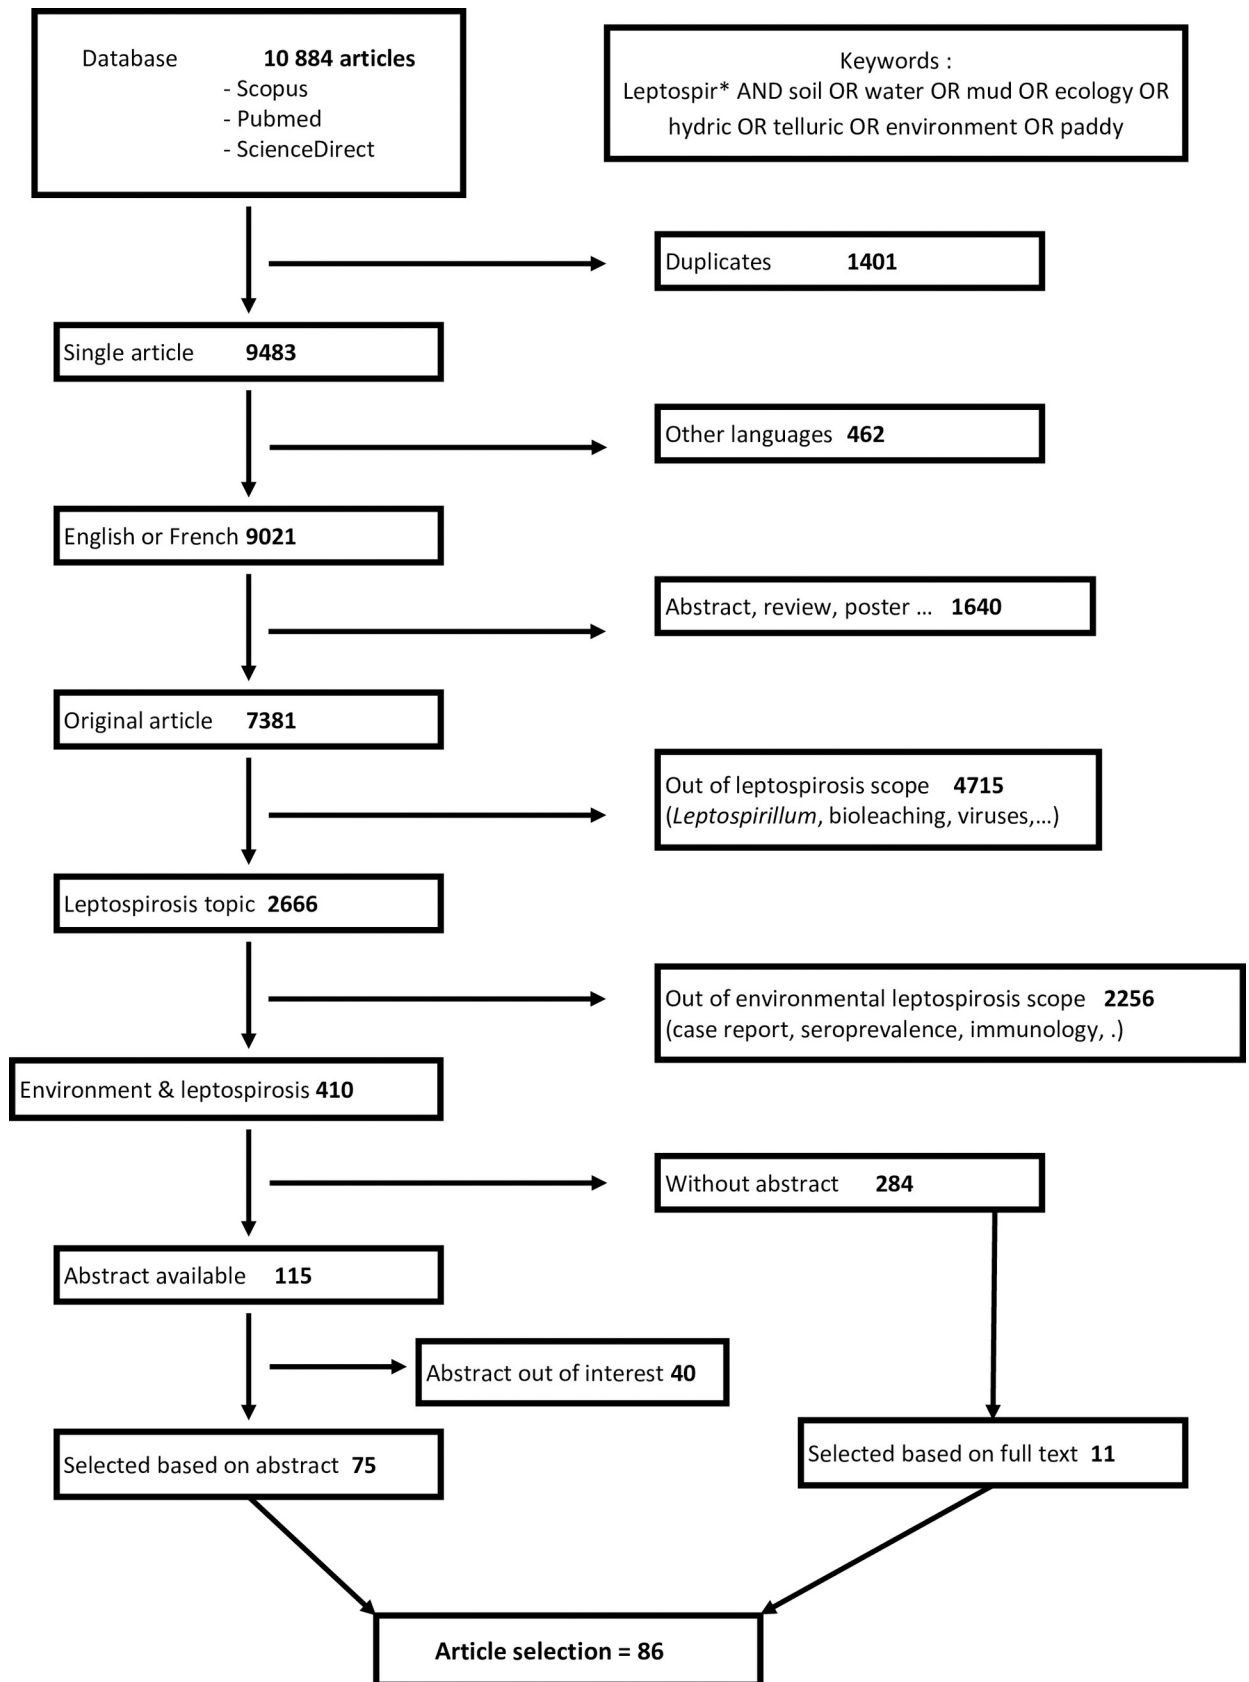 Database 10 884 articles
- Scopus
- Pubmed
- ScienceDirect
Keywords :
Leptospir* AND soil OR water OR mud OR ecology OR
hydric OR telluric OR environment OR paddy
Duplicates 1401
Single article 9483
Other languages 462
English or French 9021
Abstract, review, poster ... 1640
Original article 7381
Out of leptospirosis scope 4715
(Leptospirillum, bioleaching, viruses,...)
Leptospirosis topic 2666
Out of environmental leptospirosis scope 2256
(case report, seroprevalence, immunology, .)
Environment & leptospirosis 410
Without abstract 284
Abstract available 115
Abstract out of interest 40
Selected based on abstract 75
Selected based on full text 11
Article selection = 86